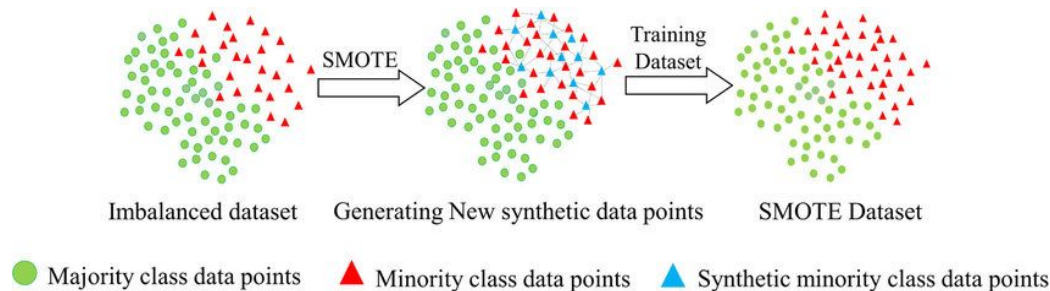 SMOTE
Training
Dataset
Imbalanced dataset
Generating New synthetic data points
SMOTE Dataset
Majority class data points
Minority class data points
Synthetic minority class data points